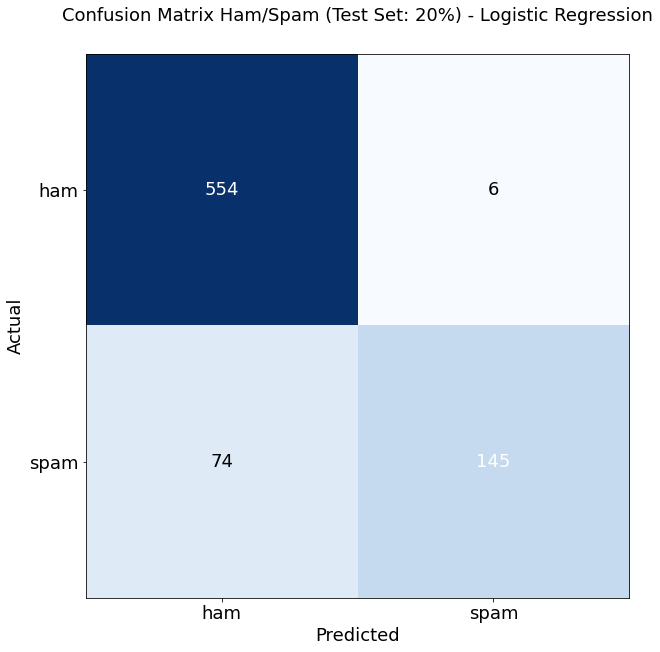 Confusion Matrix Ham/Spam (Test Set: 20%) - Logistic Regression
ham
554
6
Actual
spam
74
145
ham
spam
Predicted